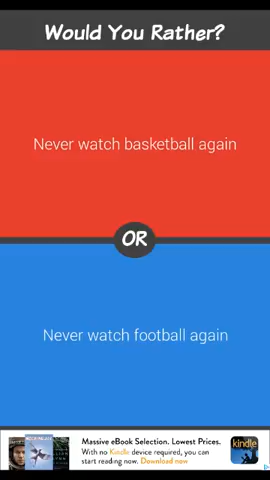 Would You Rather?
Never watch basketball again
OR
Never watch football again
Massive eBook Selection. Lowest Prices.
With no Kindle device required, you can
start reading now. Download now
kindle